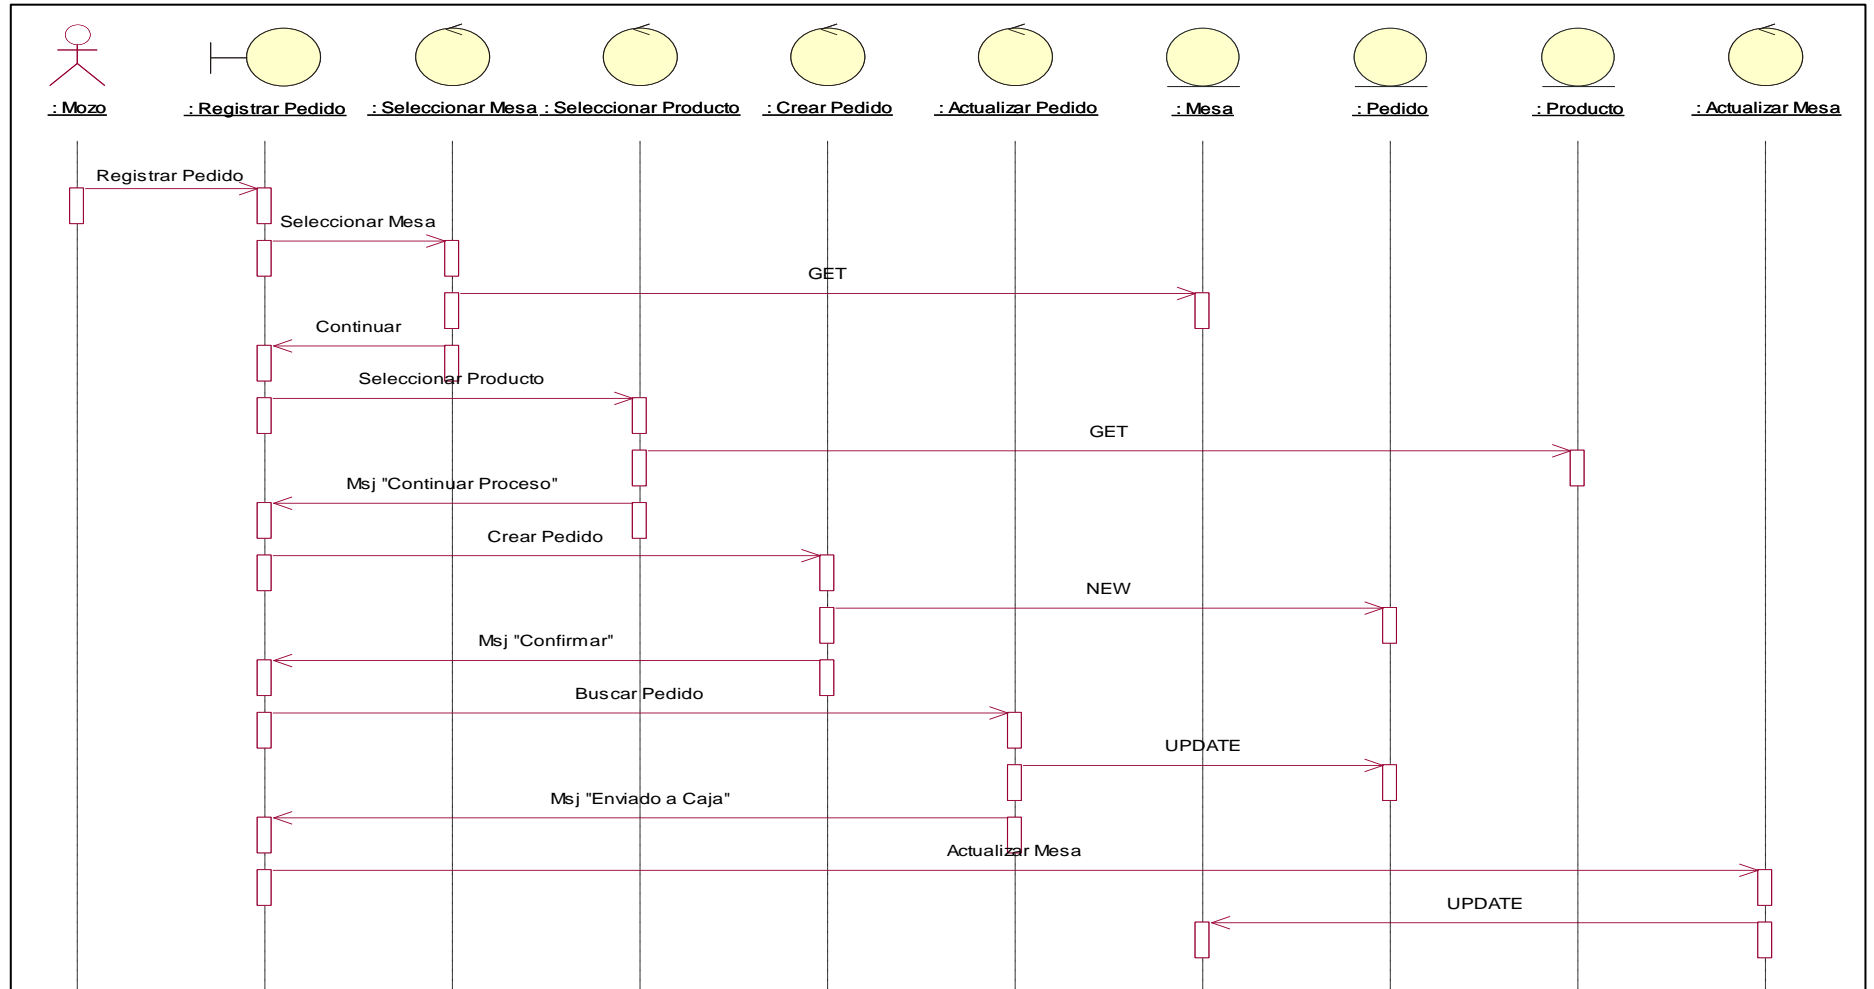 : Mozo
: Registrar Pedido
: Seleccionar Mesa
: Seleccionar Producto
: Crear Pedido
: Actualizar Pedido
: Mesa
: Pedido
: Producto
: Actualizar Mesa
Registrar Pedido
Seleccionar Mesa
GET
Continuar
Seleccionar Producto
GET
Msj "Continuar Proceso"
Crear Pedido
NEW
Msj "Confirmar"
Buscar Pedido
UPDATE
Msj "Enviado a Caja"
Actualizar Mesa
UPDATE